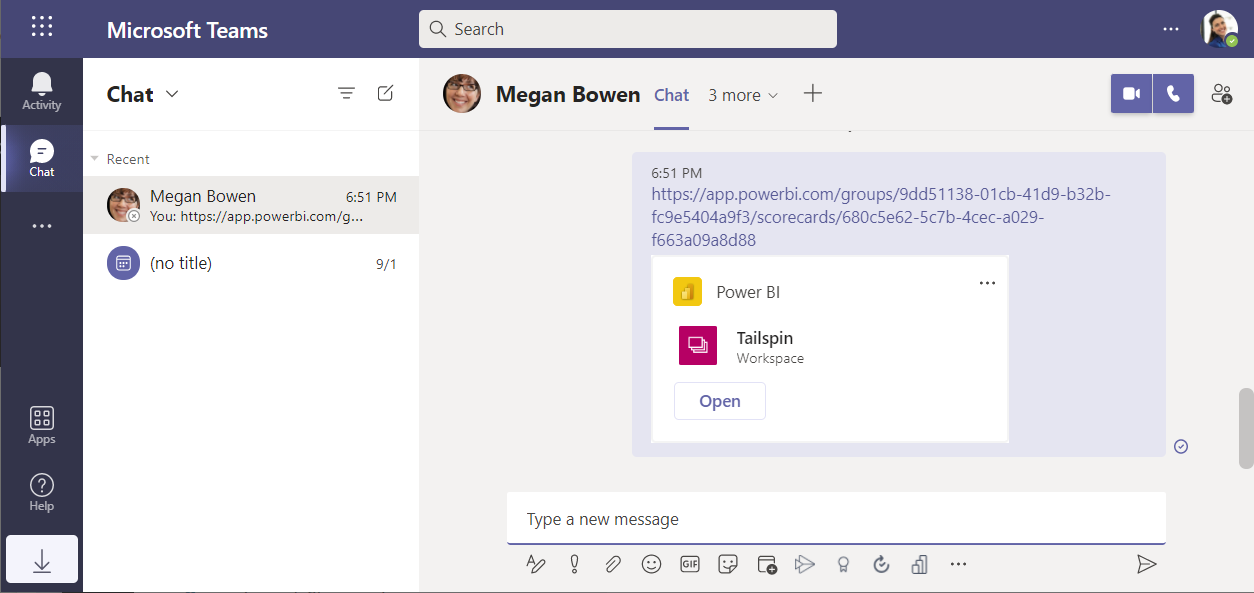 Microsoft Teams
Search
Activity
Chat
Apps
Help
Chat
Recent
Megan Bowen 6:51 PM
You: https://app.powerbi.com/g...
(no title) 9/1
Megan Bowen Chat 3 more
6:51 PM
https://app.powerbi.com/groups/9dd51138-01cb-41d9-b32b-
fc9e5404a9f3/scorecards/680c5e62-5c7b-4cec-a029-
f663a09a8d88
Power BI
Tailspin
Workspace
Open
Type a new message
GIF